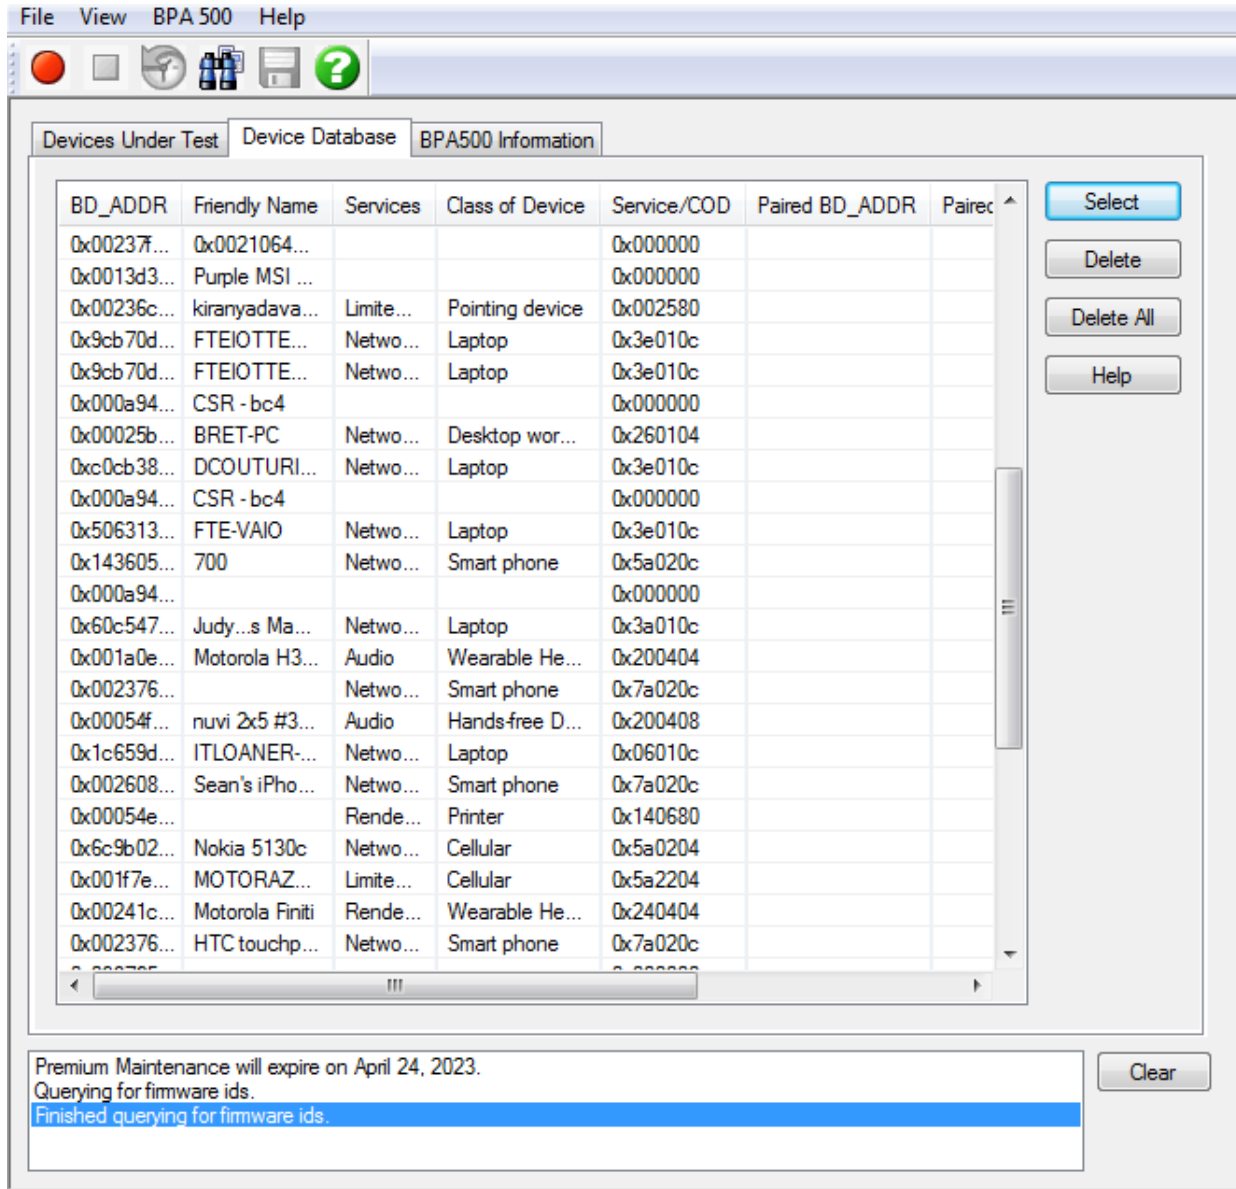 File View BPA 500 Help
Devices Under Test Device Database BPA500 Information
BD_ADDR Friendly Name Services Class of Device Service/COD Paired BD_ADDR Paired
0x00237f... 0x0021064... 0x000000
0x0013d3... Purple MSI ... 0x000000
0x00236c... kiranyadava... Limite... Pointing device 0x002580
0x9cb70d... FTEIOTTE... Netwo... Laptop 0x3e010c
0x9cb70d... FTEIOTTE... Netwo... Laptop 0x3e010c
0x000a94... CSR - bc4 0x000000
0x00025b... BRET-PC Netwo... Desktop wor... 0x260104
0xc0cb38... DCOUTURI... Netwo... Laptop 0x3e010c
0x000a94... CSR - bc4 0x000000
0x506313... FTE-VAIO Netwo... Laptop 0x3e010c
0x143605... 700 Netwo... Smart phone 0x5a020c
0x000a94... 0x000000
0x60c547... Judy...s Ma... Netwo... Laptop 0x3a010c
0x001a0e... Motorola H3... Audio Wearable He... 0x200404
0x002376... Netwo... Smart phone 0x7a020c
0x00054f... nuvi 2x5 #3... Audio Hands-free D... 0x200408
0x1c659d... ITLOANER-... Netwo... Laptop 0x06010c
0x002608... Sean's iPho... Netwo... Smart phone 0x7a020c
0x00054e... Rende... Printer 0x140680
0x6c9b02... Nokia 5130c Netwo... Cellular 0x5a0204
0x001f7e... MOTORAZ... Limite... Cellular 0x5a2204
0x00241c... Motorola Finiti Rende... Wearable He... 0x240404
0x002376... HTC touchp... Netwo... Smart phone 0x7a020c
Select
Delete
Delete All
Help
Premium Maintenance will expire on April 24, 2023.
Querying for firmware ids.
Finished querying for firmware ids.
Clear